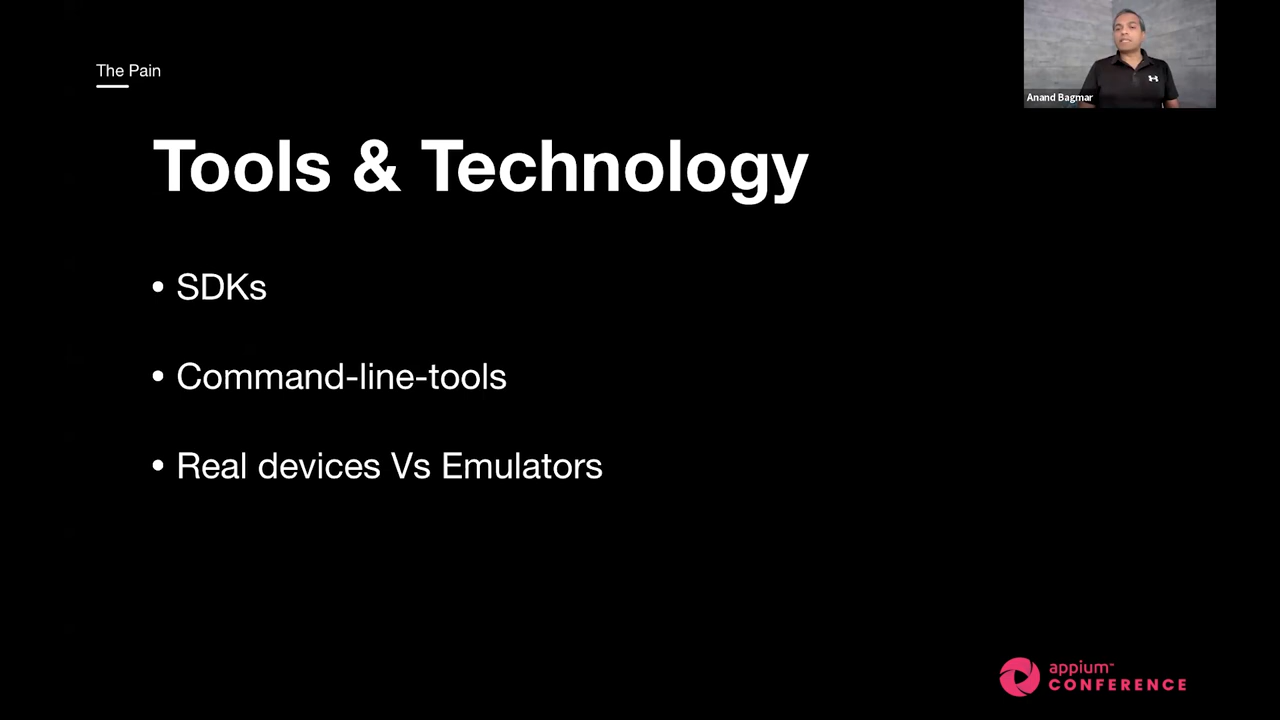 The Pain
Anand Bagmar
Tools & Technology
• SDKs
• Command-line-tools
• Real devices Vs Emulators
appium
CONFERENCE